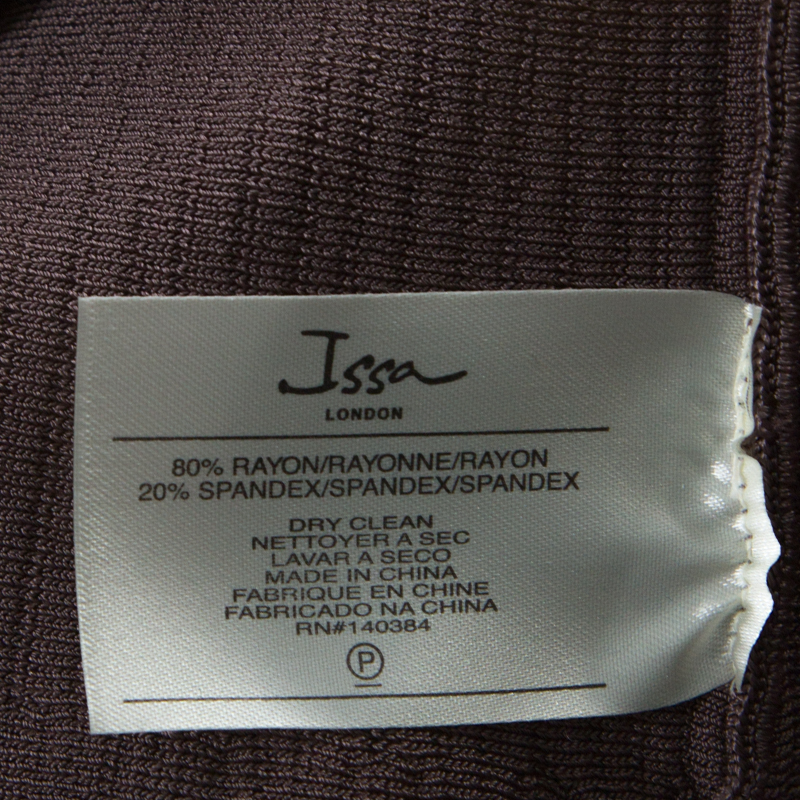 Issa
LONDON
80% RAYON/RAYONNE/RAYON
20% SPANDEX/SPANDEX/SPANDEX
DRY CLEAN
NETTOYER A SEC
LAVAR A SECO
MADE IN CHINA
FABRIQUE EN CHINE
FABRICADO NA CHINA
RN#140384
P